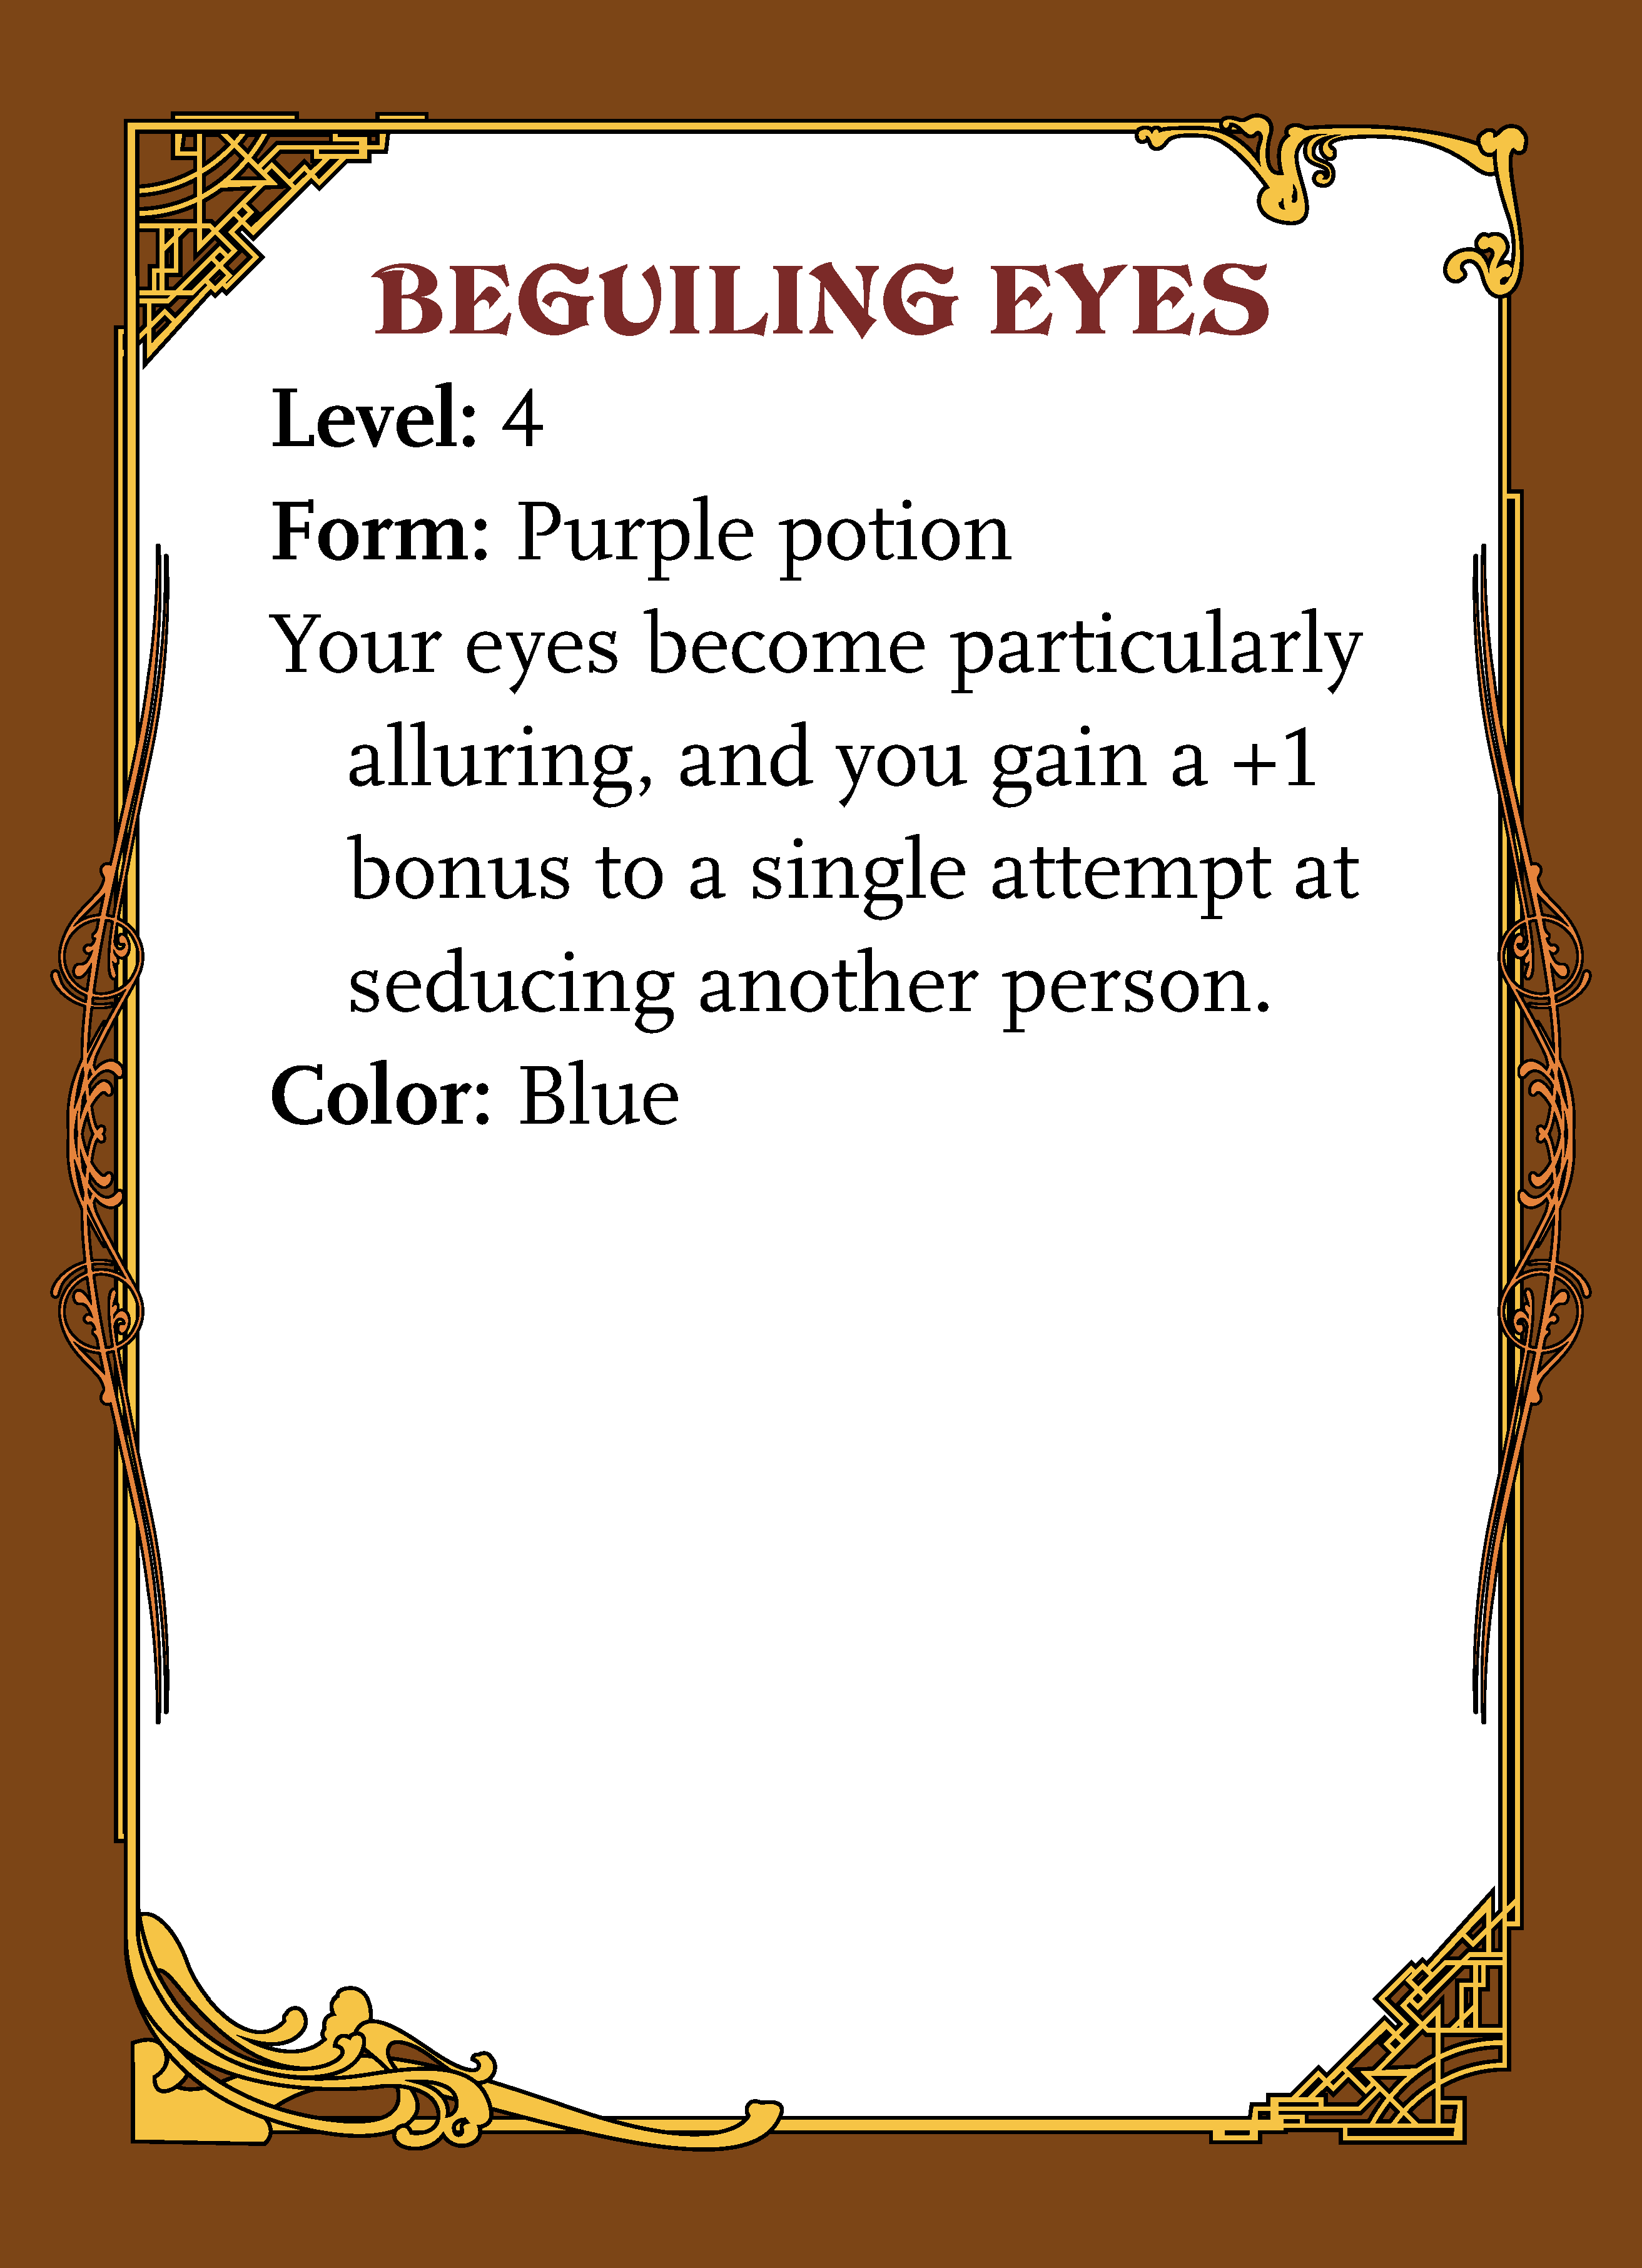 BEGUILING EYES
Level: 4
Form: Purple potion
Your eyes become particularly
alluring, and you gain a +1
bonus to a single attempt at
seducing another person.
Color: Blue